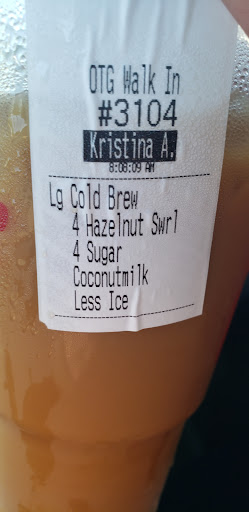 OTG Walk In
#3104
Kristina A.
8:08:09 AM
Lg Cold Brew
4 Hazelnut Swrl
4 Sugar
Coconutmilk
Less Ice